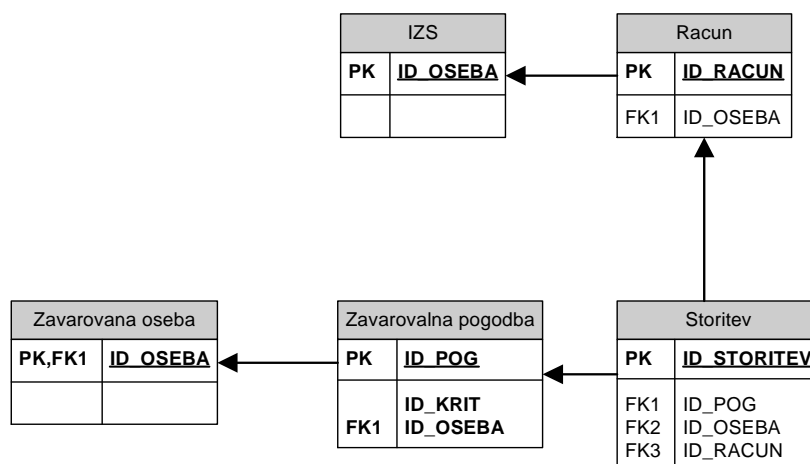 IZS
PK ID_OSEBA
Racun
PK ID_RACUN
FK1 ID_OSEBA
Zavarovana oseba
PK,FK1 ID_OSEBA
Zavarovalna pogodba
PK ID_POG
ID_KRIT
FK1 ID_OSEBA
Storitev
PK ID_STORITEV
FK1 ID_POG
FK2 ID_OSEBA
FK3 ID_RACUN